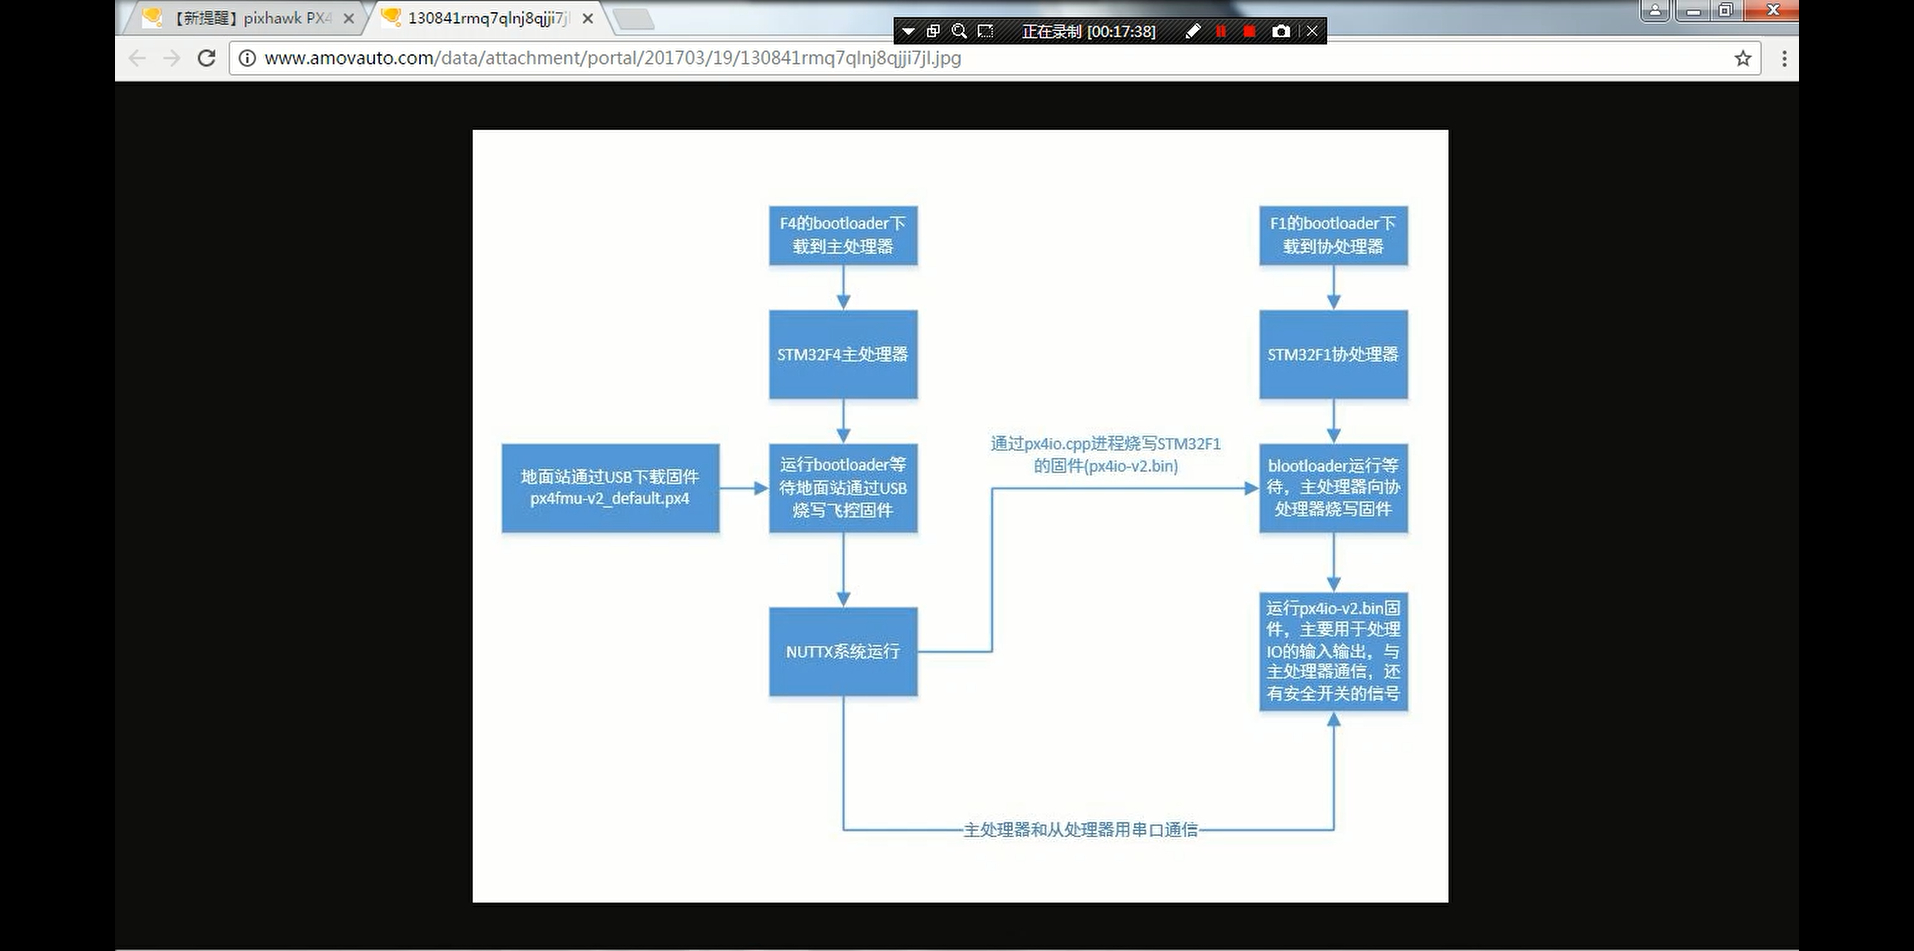 【新提醒】pixhawk PX4
130841rmq7qlnj8qjji7jl
正在录制 [00:17:38]
www.amovauto.com/data/attachment/portal/201703/19/130841rmq7qlnj8qjji7jl.jpg
F4的bootloader下
载到主处理器
F1的bootloader下
载到协处理器
STM32F4主处理器
STM32F1协处理器
地面站通过USB下载固件
px4fmu-v2_default.px4
运行bootloader等
待地面站通过USB
烧写飞控固件
通过px4io.cpp进程烧写STM32F1
的固件(px4io-v2.bin)
blootloader运行等
待，主处理器向协
处理器烧写固件
NUTTX系统运行
运行px4io-v2.bin固
件，主要用于处理
IO的输入输出，与
主处理器通信，还
有安全开关的信号
主处理器和从处理器用串口通信